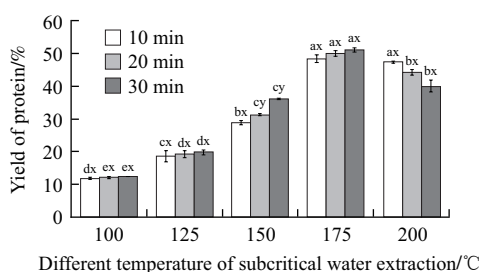 60
50
40
30
20
10
0
Yield of protein/%
10 min
20 min
30 min
dx ex ex
cx dx dx
bx cy cy
ax ax ax
ax bx bx
100 125 150 175 200
Different temperature of subcritical water extraction/℃